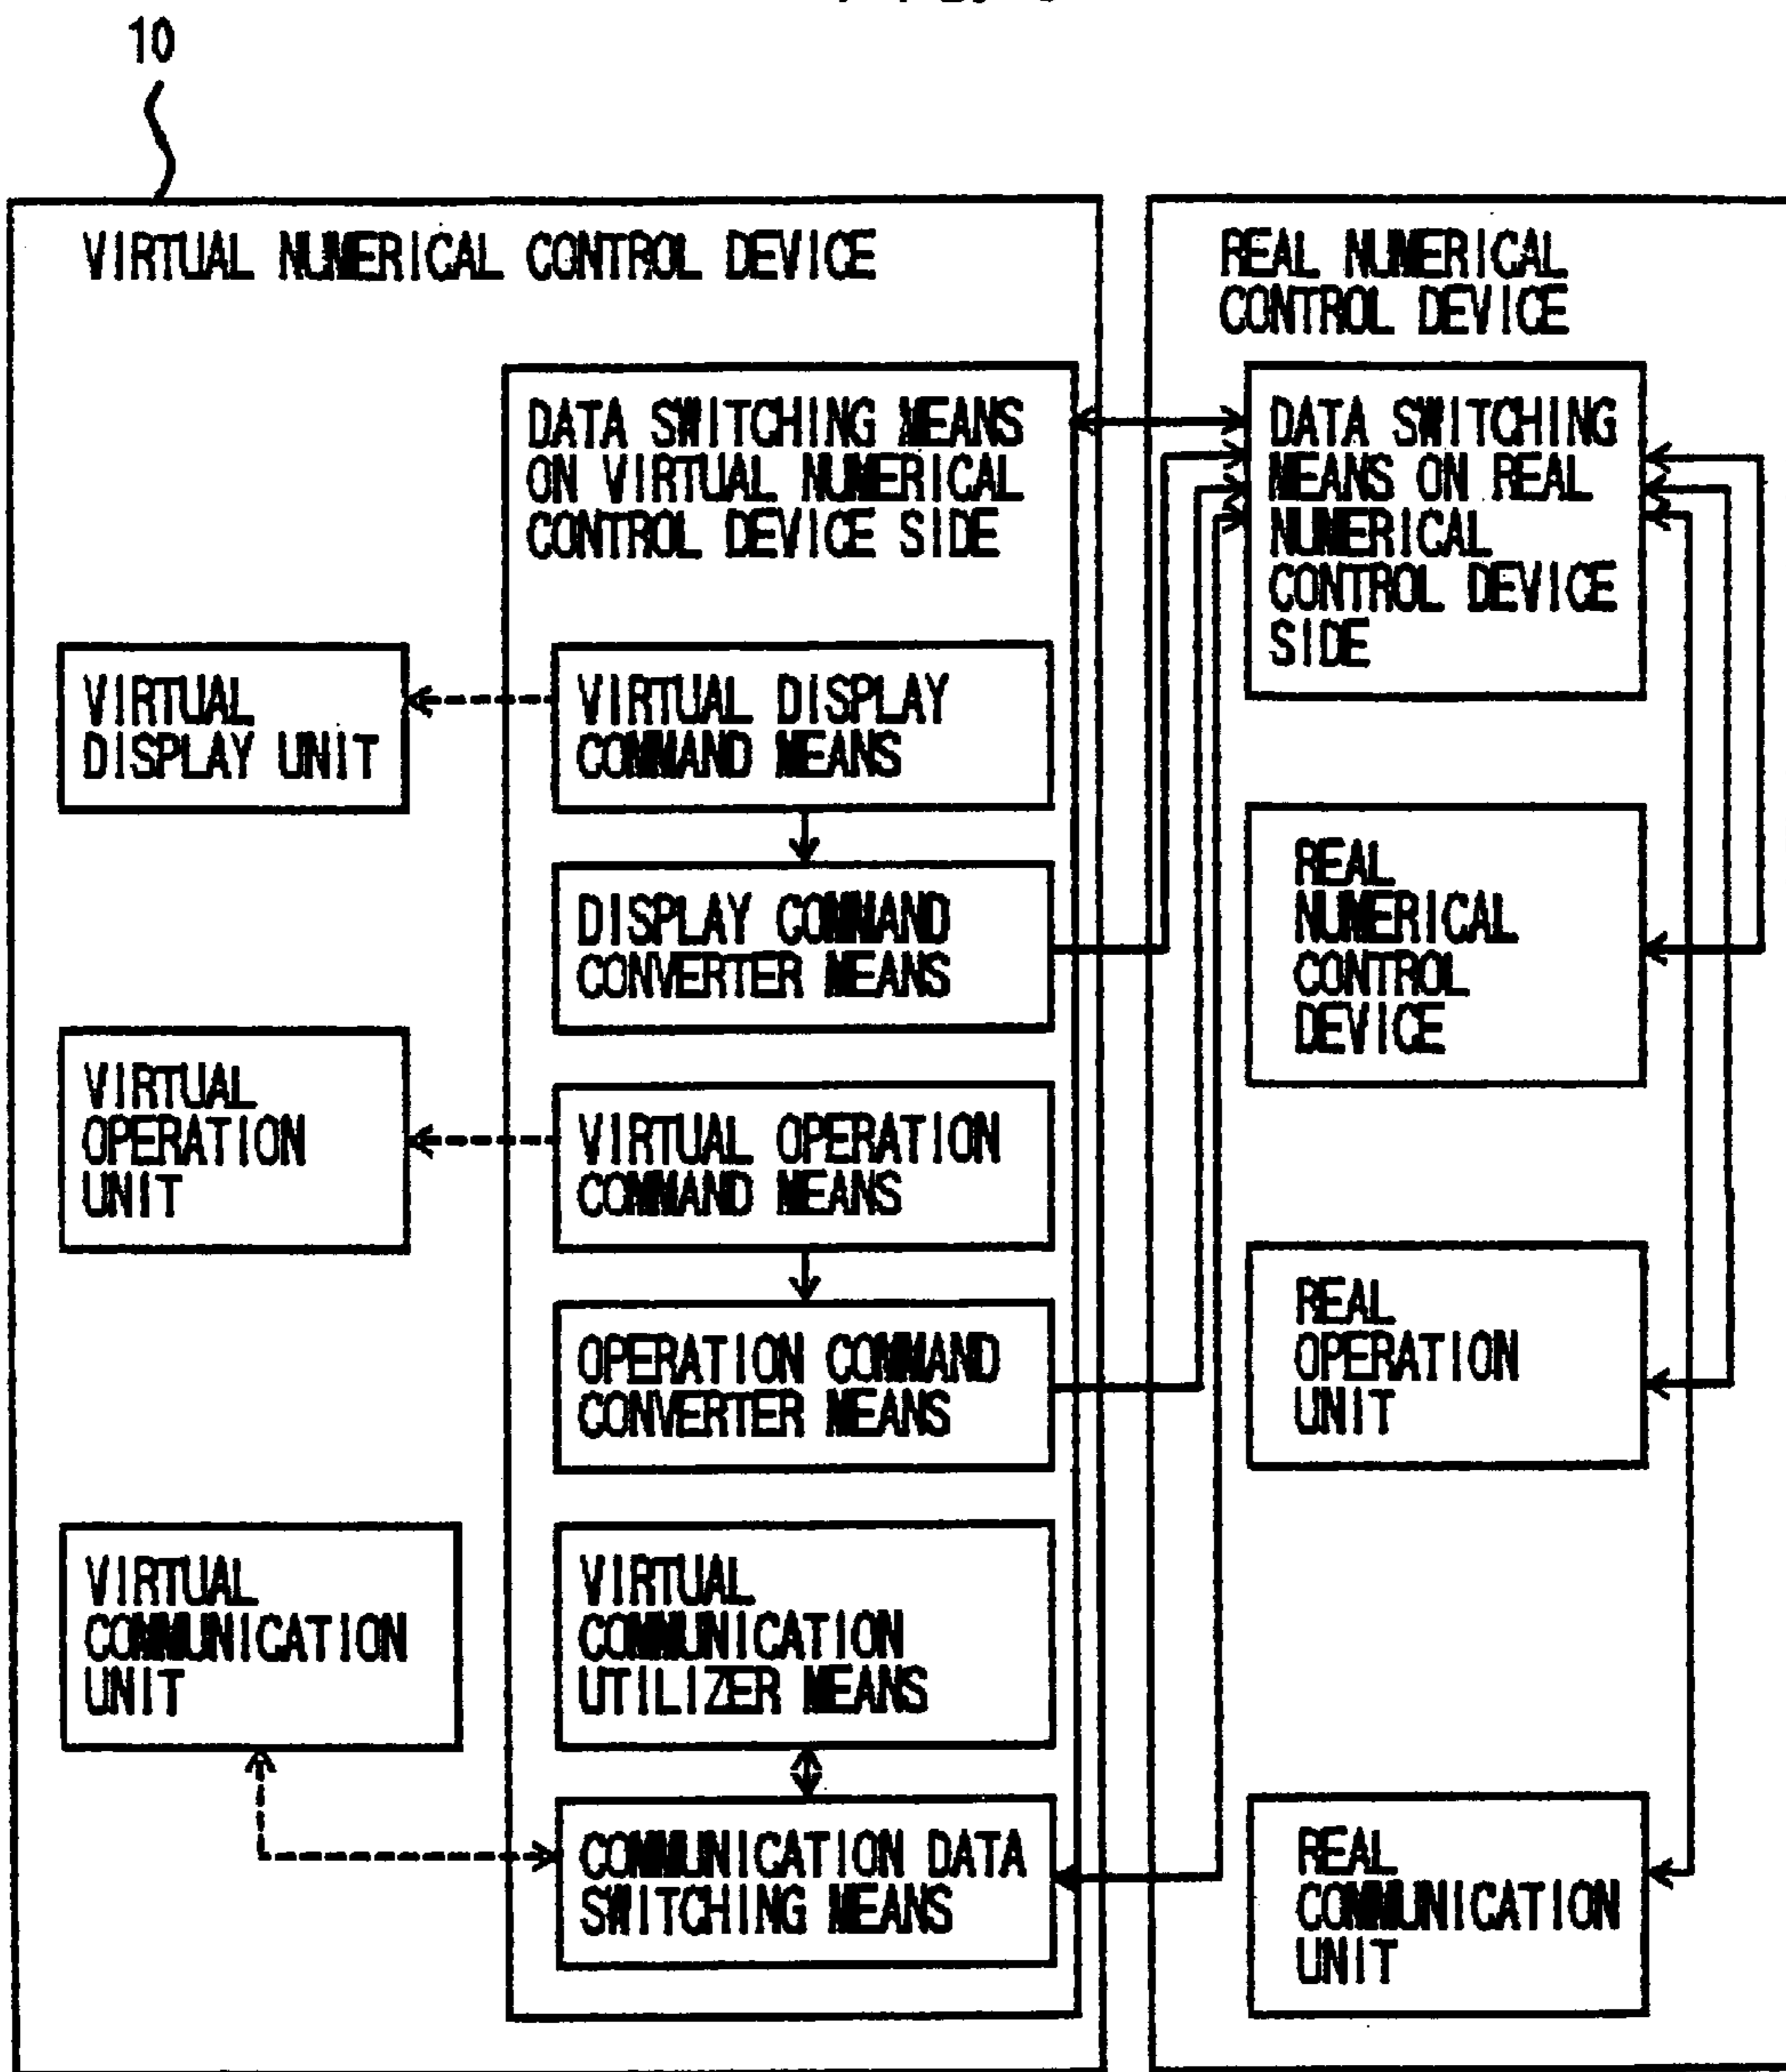 10
VIRTUAL NUMERICAL CONTROL DEVICE
DATA SWITCHING MEANS
ON VIRTUAL NUMERICAL
CONTROL DEVICE SIDE
VIRTUAL
DISPLAY UNIT
VIRTUAL DISPLAY
COMMAND MEANS
DISPLAY COMMAND
CONVERTER MEANS
VIRTUAL
OPERATION
UNIT
VIRTUAL OPERATION
COMMAND MEANS
OPERATION COMMAND
CONVERTER MEANS
VIRTUAL
COMMUNICATION
UNIT
VIRTUAL
COMMUNICATION
UTILIZER MEANS
COMMUNICATION DATA
SWITCHING MEANS
REAL NUMERICAL
CONTROL DEVICE
DATA SWITCHING
MEANS ON REAL
NUMERICAL
CONTROL DEVICE
SIDE
REAL
NUMERICAL
CONTROL
DEVICE
REAL
OPERATION
UNIT
REAL
COMMUNICATION
UNIT